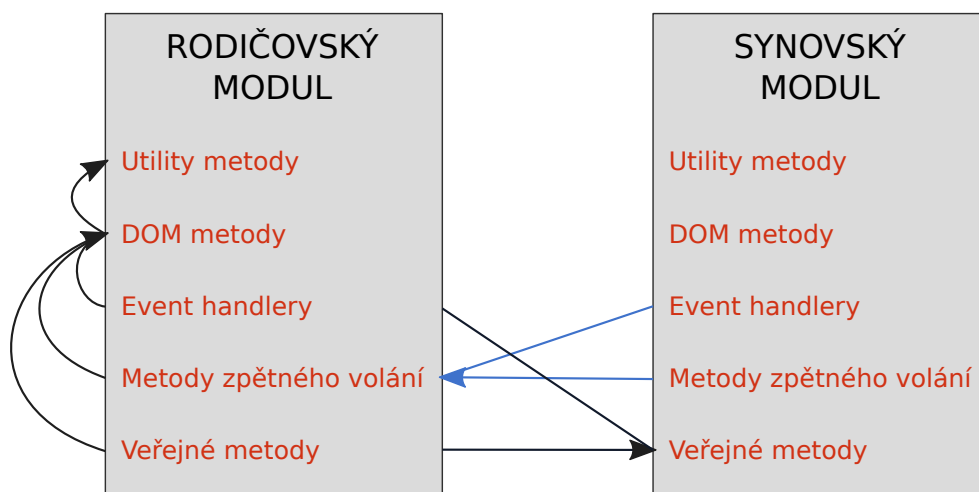 RODIČOVSKÝ
MODUL
Utility metody
DOM metody
Event handlery
Metody zpětného volání
Veřejné metody
SYNOVSKÝ
MODUL
Utility metody
DOM metody
Event handlery
Metody zpětného volání
Veřejné metody